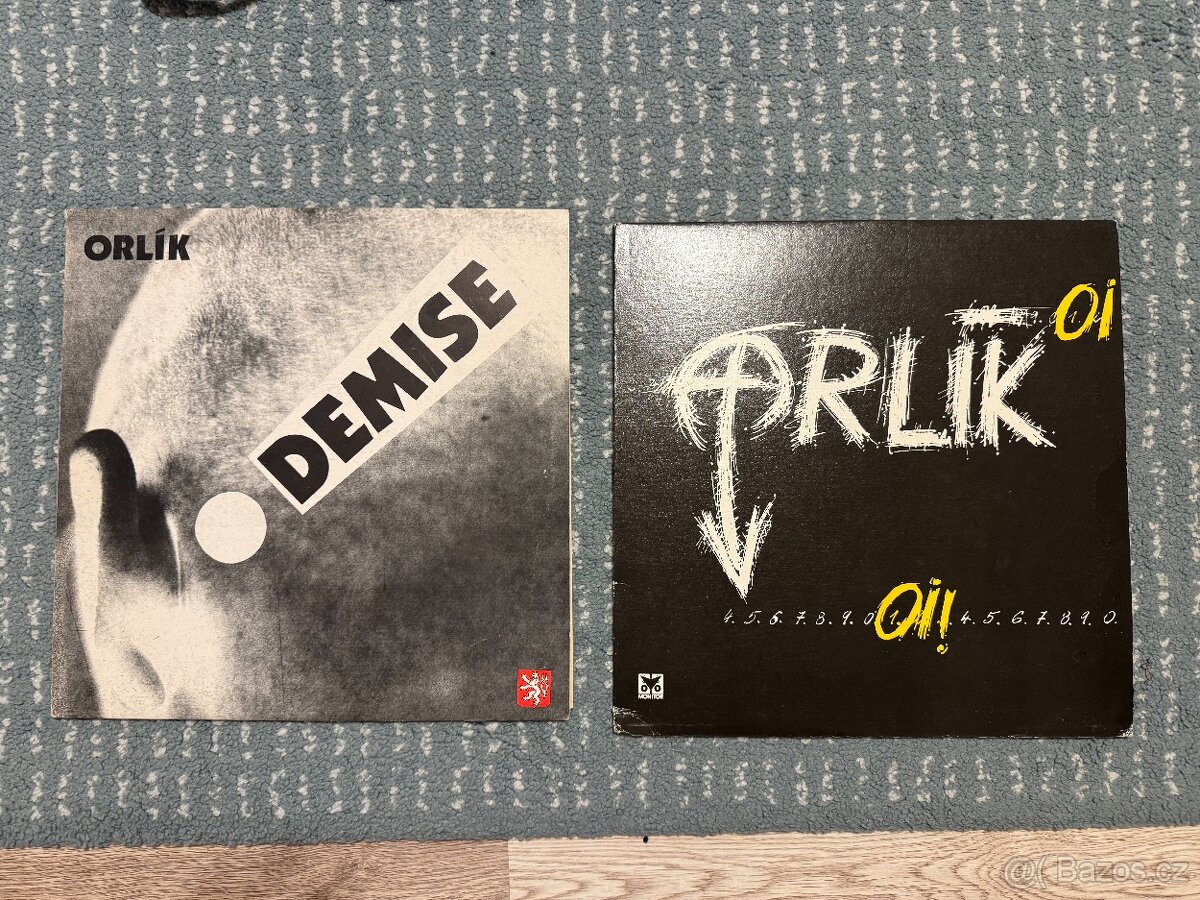 ORLÍK
DEMISE
Oi
ORLÍK
4.5.6.7.8.9.0
Oi!
4.5.6.7.8.9.0.
MONITOR
Bazos.cz